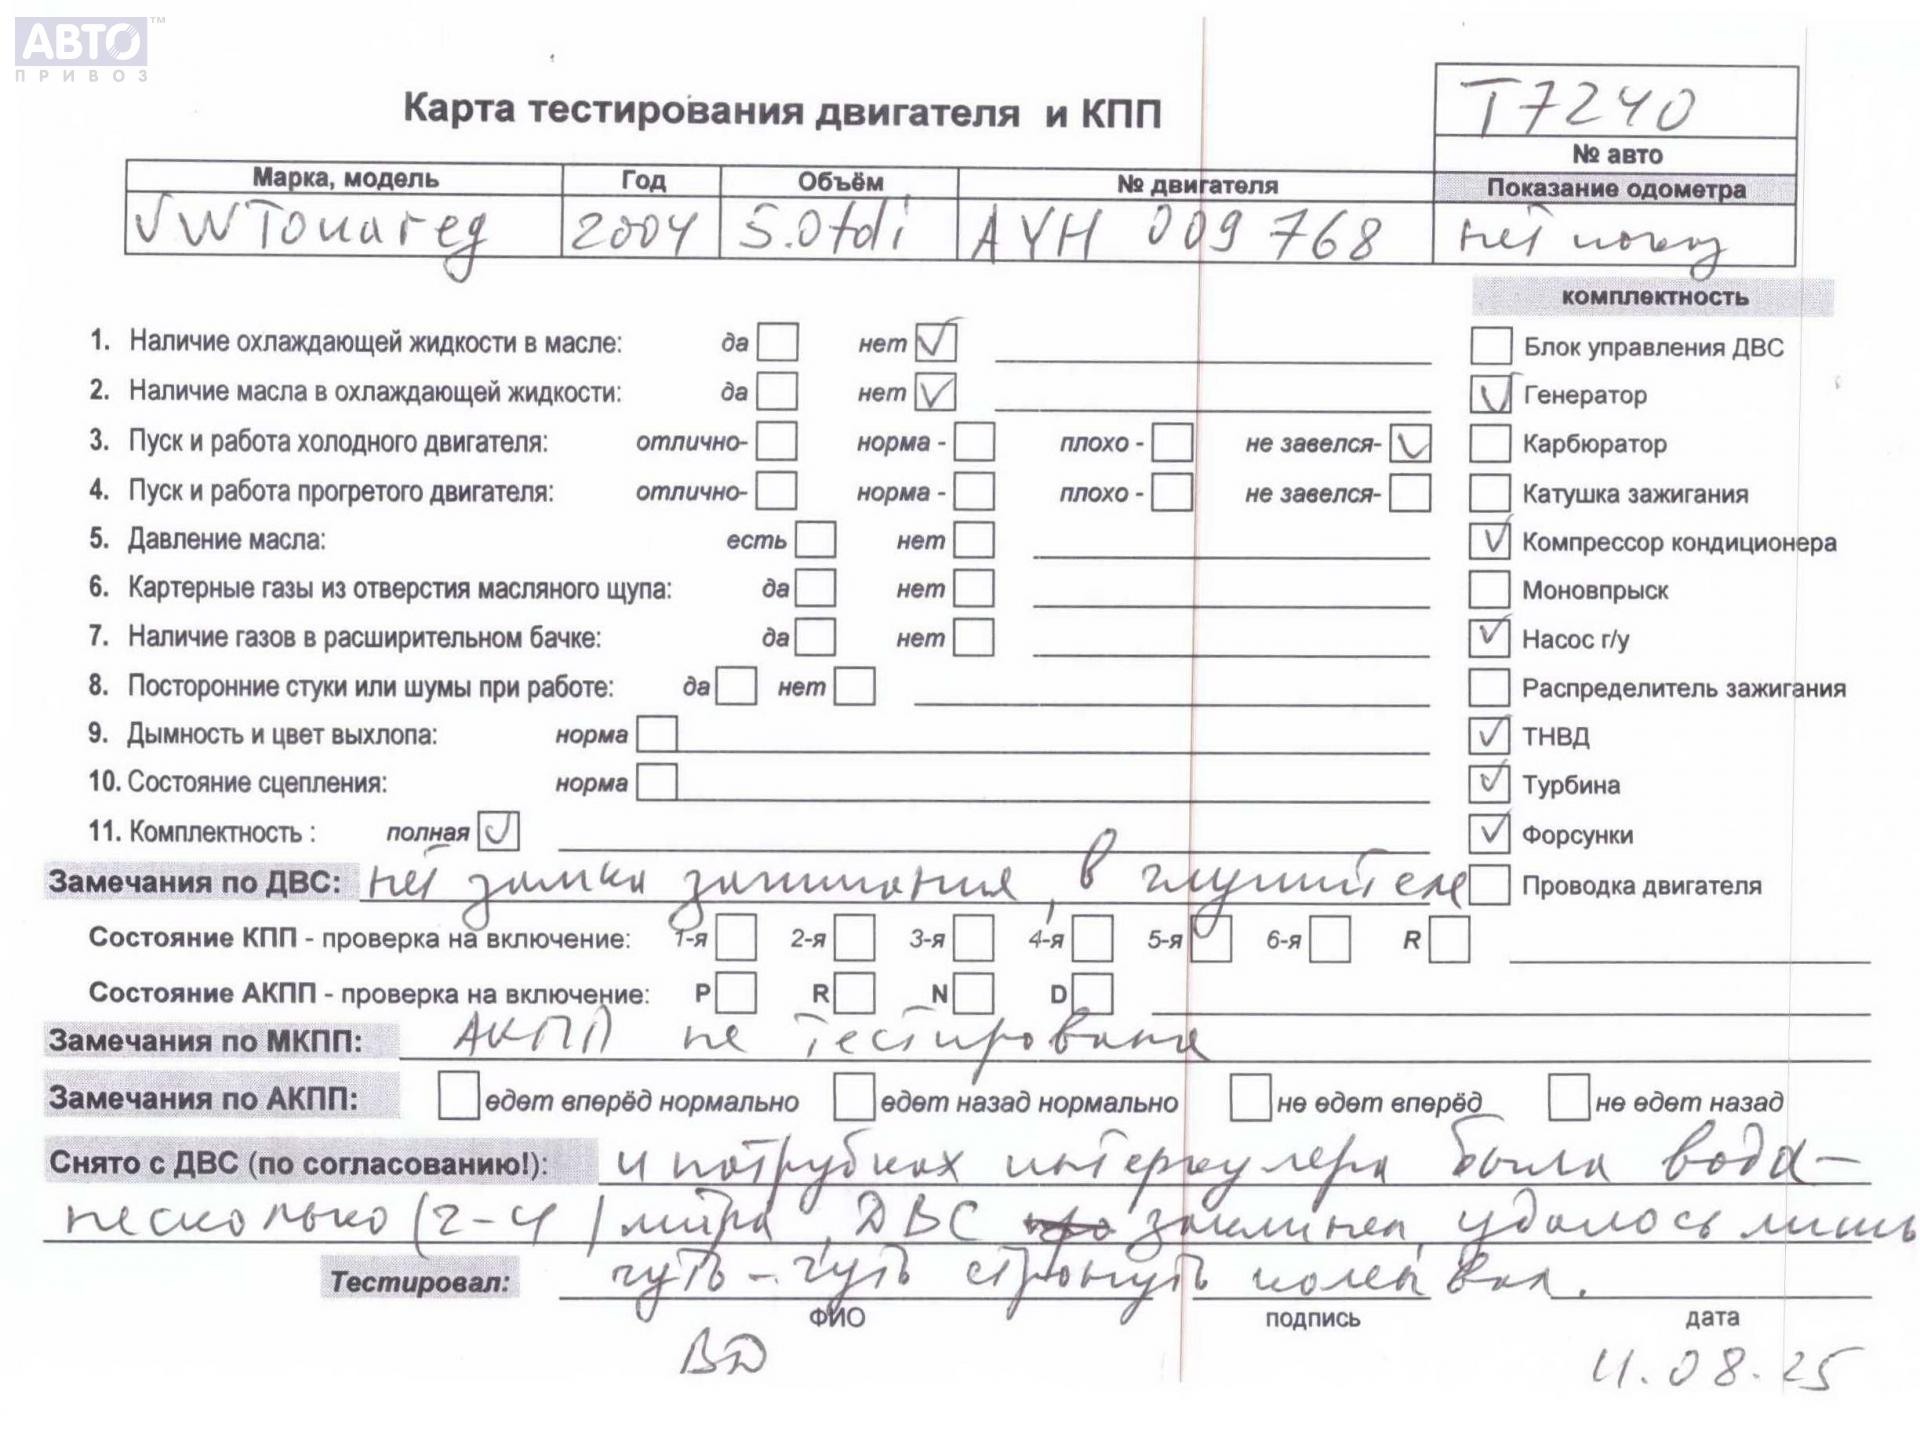 АВТО™
ПРИВОЗ
Карта тестирования двигателя и КПП
Т7240
№ авто
Марка, модель Год Объём № двигателя Показание одометра
VW Touareg 2004 5.0tdi AYH 009768 нет показ
комплектность
1. Наличие охлаждающей жидкости в масле: да нет Блок управления ДВС
2. Наличие масла в охлаждающей жидкости: да нет Генератор
3. Пуск и работа холодного двигателя: отлично- норма - плохо - не завелся- Карбюратор
4. Пуск и работа прогретого двигателя: отлично- норма - плохо - не завелся- Катушка зажигания
5. Давление масла: есть нет Компрессор кондиционера
6. Картерные газы из отверстия масляного щупа: да нет Моновпрыск
7. Наличие газов в расширительном бачке: да нет Насос г/у
8. Посторонние стуки или шумы при работе: да нет Распределитель зажигания
9. Дымность и цвет выхлопа: норма ТНВД
10. Состояние сцепления: норма Турбина
11. Комплектность : полная Форсунки
Замечания по ДВС: нет замка зажигания, в глушителе Проводка двигателя
Состояние КПП - проверка на включение: 1-я 2-я 3-я 4-я 5-я 6-я R
Состояние АКПП - проверка на включение: P R N D
Замечания по МКПП: АКПП не тестирована
Замечания по АКПП: едет вперёд нормально едет назад нормально не едет вперёд не едет назад
Снято с ДВС (по согласованию!): и патрубках интеркулера была вода-
несколько (2-4) литра, ДВС заклинен, удалось лишь
Тестировал: чуть-чуть стронуть колен вал.
ФИО подпись дата
ВД 11.08.25